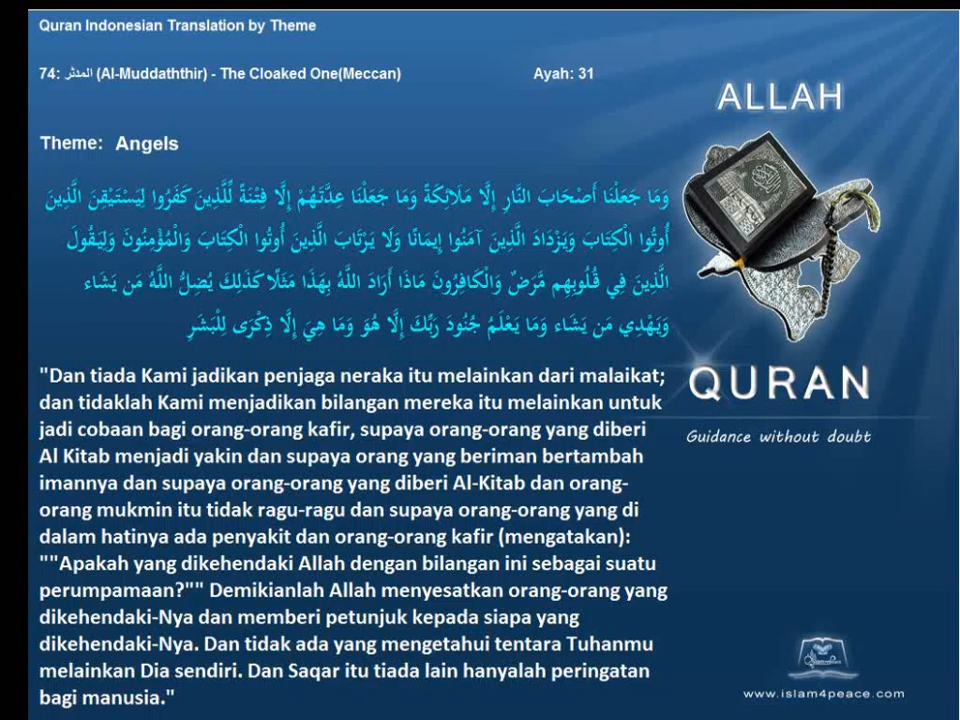 Quran Indonesian Translation by Theme
74: المدثر (Al-Muddaththir) - The Cloaked One(Meccan)
Ayah: 31
Theme: Angels
وَمَا جَعَلْنَا أَصْحَابَ النَّارِ إِلَّا مَلَائِكَةً وَمَا جَعَلْنَا عِدَّتَهُمْ إِلَّا فِتْنَةً لِّلَّذِينَ كَفَرُوا لِيَسْتَيْقِنَ الَّذِينَ
أُوتُوا الْكِتَابَ وَيَزْدَادَ الَّذِينَ آمَنُوا إِيمَانًا وَلَا يَرْتَابَ الَّذِينَ أُوتُوا الْكِتَابَ وَالْمُؤْمِنُونَ وَلِيَقُولَ
الَّذِينَ فِي قُلُوبِهِم مَّرَضٌ وَالْكَافِرُونَ مَاذَا أَرَادَ اللَّهُ بِهَذَا مَثَلًا كَذَلِكَ يُضِلُّ اللَّهُ مَن يَشَاء
وَيَهْدِي مَن يَشَاء وَمَا يَعْلَمُ جُنُودَ رَبِّكَ إِلَّا هُوَ وَمَا هِيَ إِلَّا ذِكْرَى لِلْبَشَرِ
"Dan tiada Kami jadikan penjaga neraka itu melainkan dari malaikat;
dan tidaklah Kami menjadikan bilangan mereka itu melainkan untuk
jadi cobaan bagi orang-orang kafir, supaya orang-orang yang diberi
Al Kitab menjadi yakin dan supaya orang yang beriman bertambah
imannya dan supaya orang-orang yang diberi Al-Kitab dan orang-
orang mukmin itu tidak ragu-ragu dan supaya orang-orang yang di
dalam hatinya ada penyakit dan orang-orang kafir (mengatakan):
""Apakah yang dikehendaki Allah dengan bilangan ini sebagai suatu
perumpamaan?"" Demikianlah Allah menyesatkan orang-orang yang
dikehendaki-Nya dan memberi petunjuk kepada siapa yang
dikehendaki-Nya. Dan tidak ada yang mengetahui tentara Tuhanmu
melainkan Dia sendiri. Dan Saqar itu tiada lain hanyalah peringatan
bagi manusia."
ALLAH
QURAN
Guidance without doubt
www.islam4peace.com